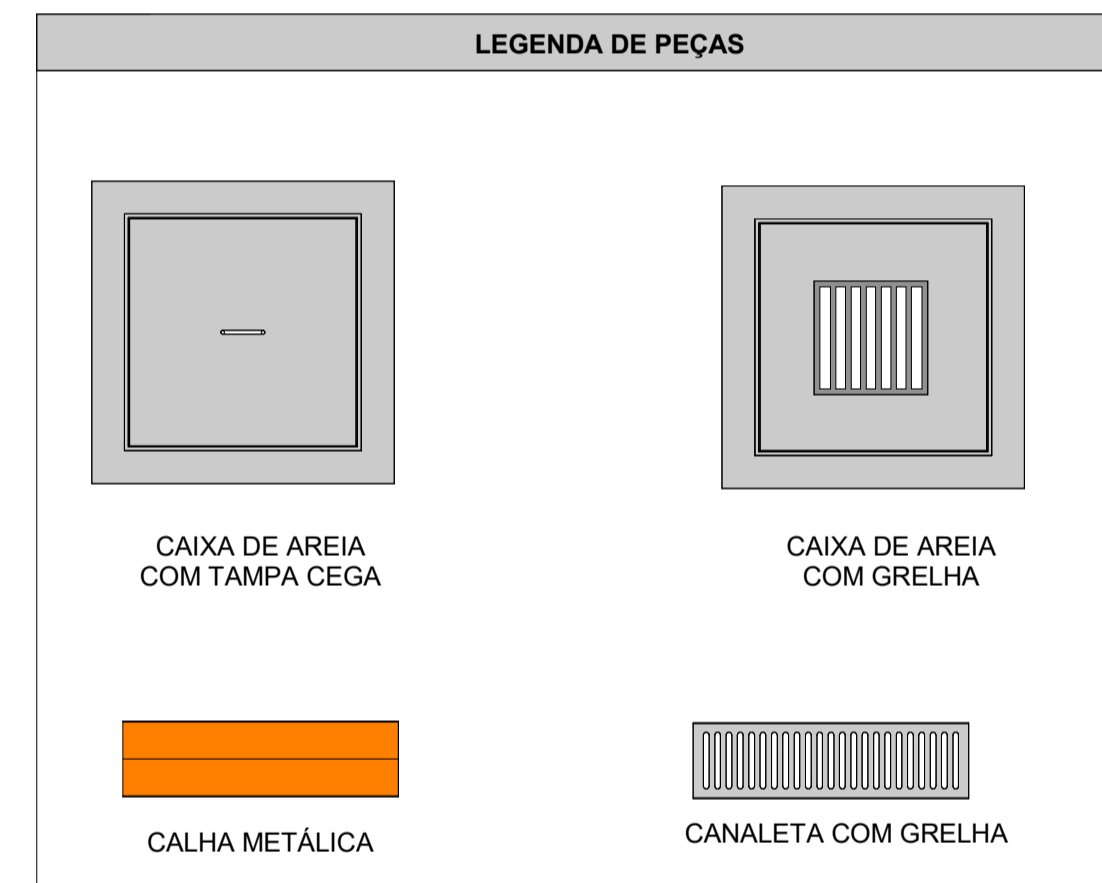 LEGENDA DE PEÇAS
CAIXA DE AREIA
COM TAMPA CEGA
CAIXA DE AREIA
COM GRELHA
CALHA METÁLICA
CANALETA COM GRELHA